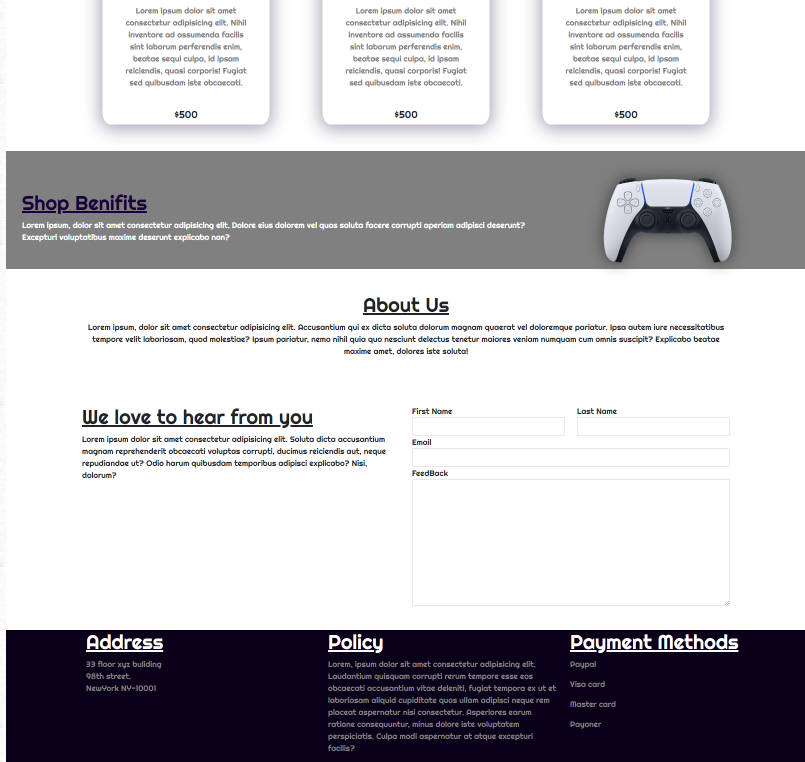 Lorem ipsum dolor sit amet
consectetur adipisicing elit. Nihil
inventore ad assumenda facilis
sint laborum perferendis enim,
beatae sequi culpa, id ipsam
reiciendis, quasi corporis! Fugiat
sed quibusdam iste obcaecati.
$500
Lorem ipsum dolor sit amet
consectetur adipisicing elit. Nihil
inventore ad assumenda facilis
sint laborum perferendis enim,
beatae sequi culpa, id ipsam
reiciendis, quasi corporis! Fugiat
sed quibusdam iste obcaecati.
$500
Lorem ipsum dolor sit amet
consectetur adipisicing elit. Nihil
inventore ad assumenda facilis
sint laborum perferendis enim,
beatae sequi culpa, id ipsam
reiciendis, quasi corporis! Fugiat
sed quibusdam iste obcaecati.
$500
Shop Benifits
Lorem ipsum, dolor sit amet consectetur adipisicing elit. Dolore eius dolorem vel quos soluta facere corrupti aperiam adipisci deserunt?
Excepturi voluptatibus maxime deserunt explicabo non?
About Us
Lorem ipsum, dolor sit amet consectetur adipisicing elit. Accusantium qui ex dicta soluta dolorum magnam quaerat vel doloremque pariatur. Ipsa autem iure necessitatibus
tempore velit laboriosam, quod molestiae? Ipsum pariatur, nemo nihil quia quo nesciunt delectus tenetur maiores veniam numquam cum omnis suscipit? Explicabo beatae
maxime amet, dolores iste soluta!
We love to hear from you
Lorem ipsum dolor sit amet consectetur adipisicing elit. Soluta dicta accusantium
magnam reprehenderit obcaecati voluptas corrupti, ducimus reiciendis aut, neque
repudiandae ut? Odio harum quibusdam temporibus adipisci explicabo? Nisi,
dolorum?
First Name
Last Name
Email
FeedBack
Address
33 floor xyz buliding
98th street.
NewYork NY-10001
Policy
Lorem, ipsum dolor sit amet consectetur adipisicing elit.
Laudantium quisquam corrupti rerum tempore esse eos
obcaecati accusantium vitae deleniti, fugiat tempora ex ut et
laboriosam aliquid cupiditate quos ullam adipisci neque rem
placeat aspernatur nisi consectetur. Asperiores earum
ratione consequuntur, minus dolore iste voluptatem
perspiciatis. Culpa modi aspernatur at atque excepturi
facilis?
Payment Methods
Paypal
Visa card
Master card
Payoner